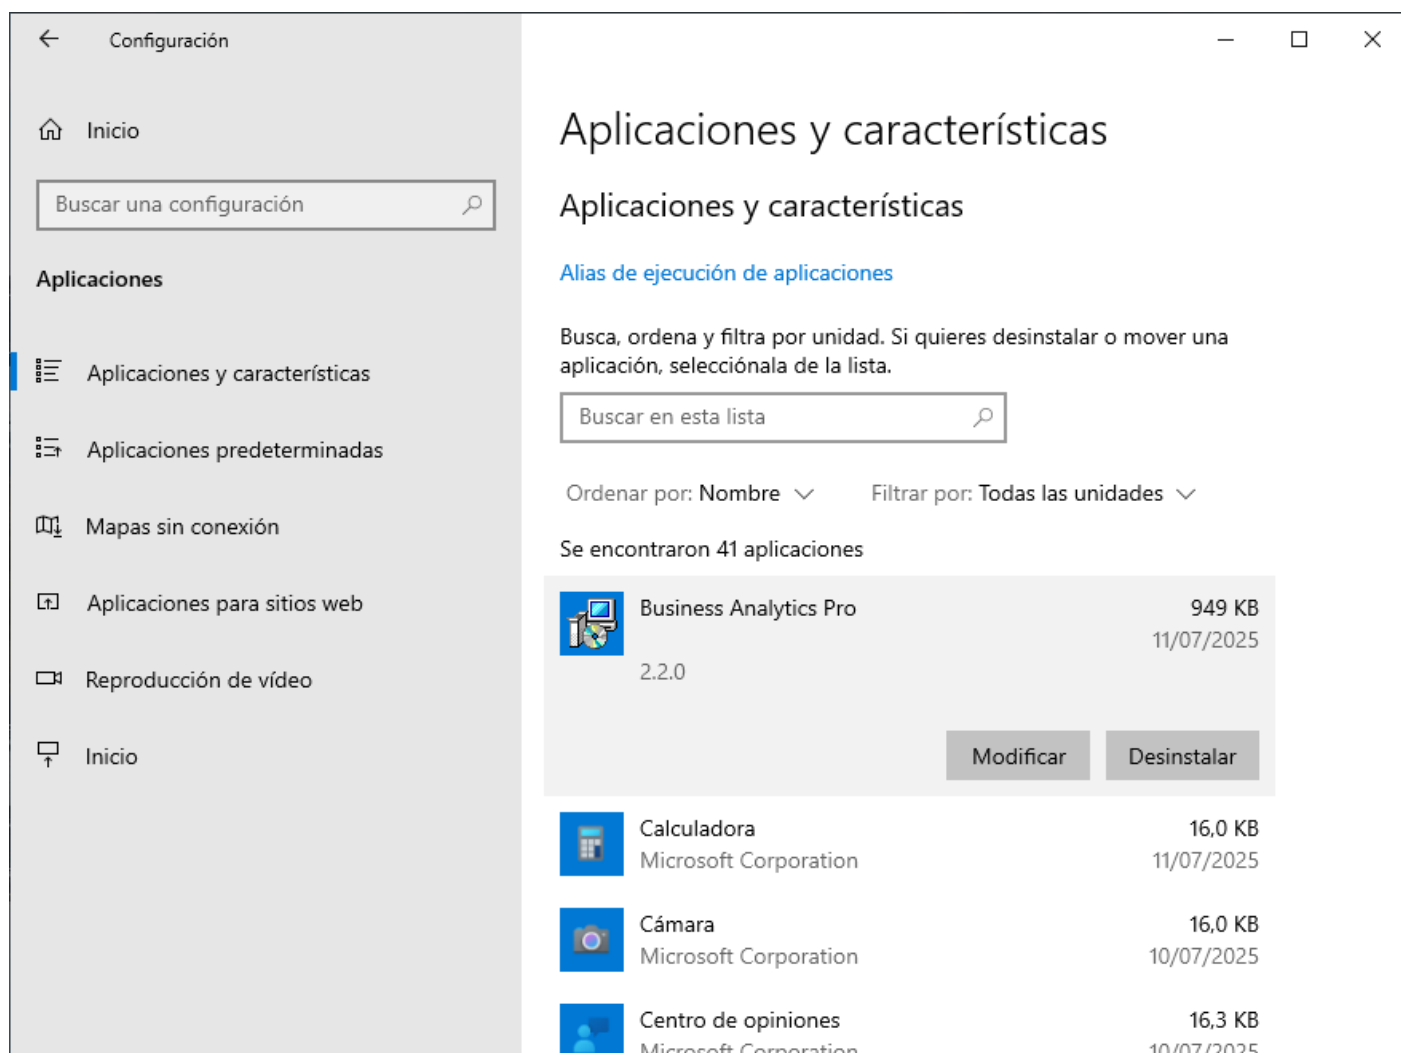 Configuración
Inicio
Buscar una configuración
Aplicaciones
Aplicaciones y características
Aplicaciones predeterminadas
Mapas sin conexión
Aplicaciones para sitios web
Reproducción de vídeo
Inicio
Aplicaciones y características
Aplicaciones y características
Alias de ejecución de aplicaciones
Busca, ordena y filtra por unidad. Si quieres desinstalar o mover una
aplicación, selecciónala de la lista.
Buscar en esta lista
Ordenar por: Nombre Filtrar por: Todas las unidades
Se encontraron 41 aplicaciones
Business Analytics Pro 949 KB
11/07/2025
2.2.0
Modificar Desinstalar
Calculadora 16,0 KB
Microsoft Corporation 11/07/2025
Cámara 16,0 KB
Microsoft Corporation 10/07/2025
Centro de opiniones 16,3 KB
Microsoft Corporation 10/07/2025